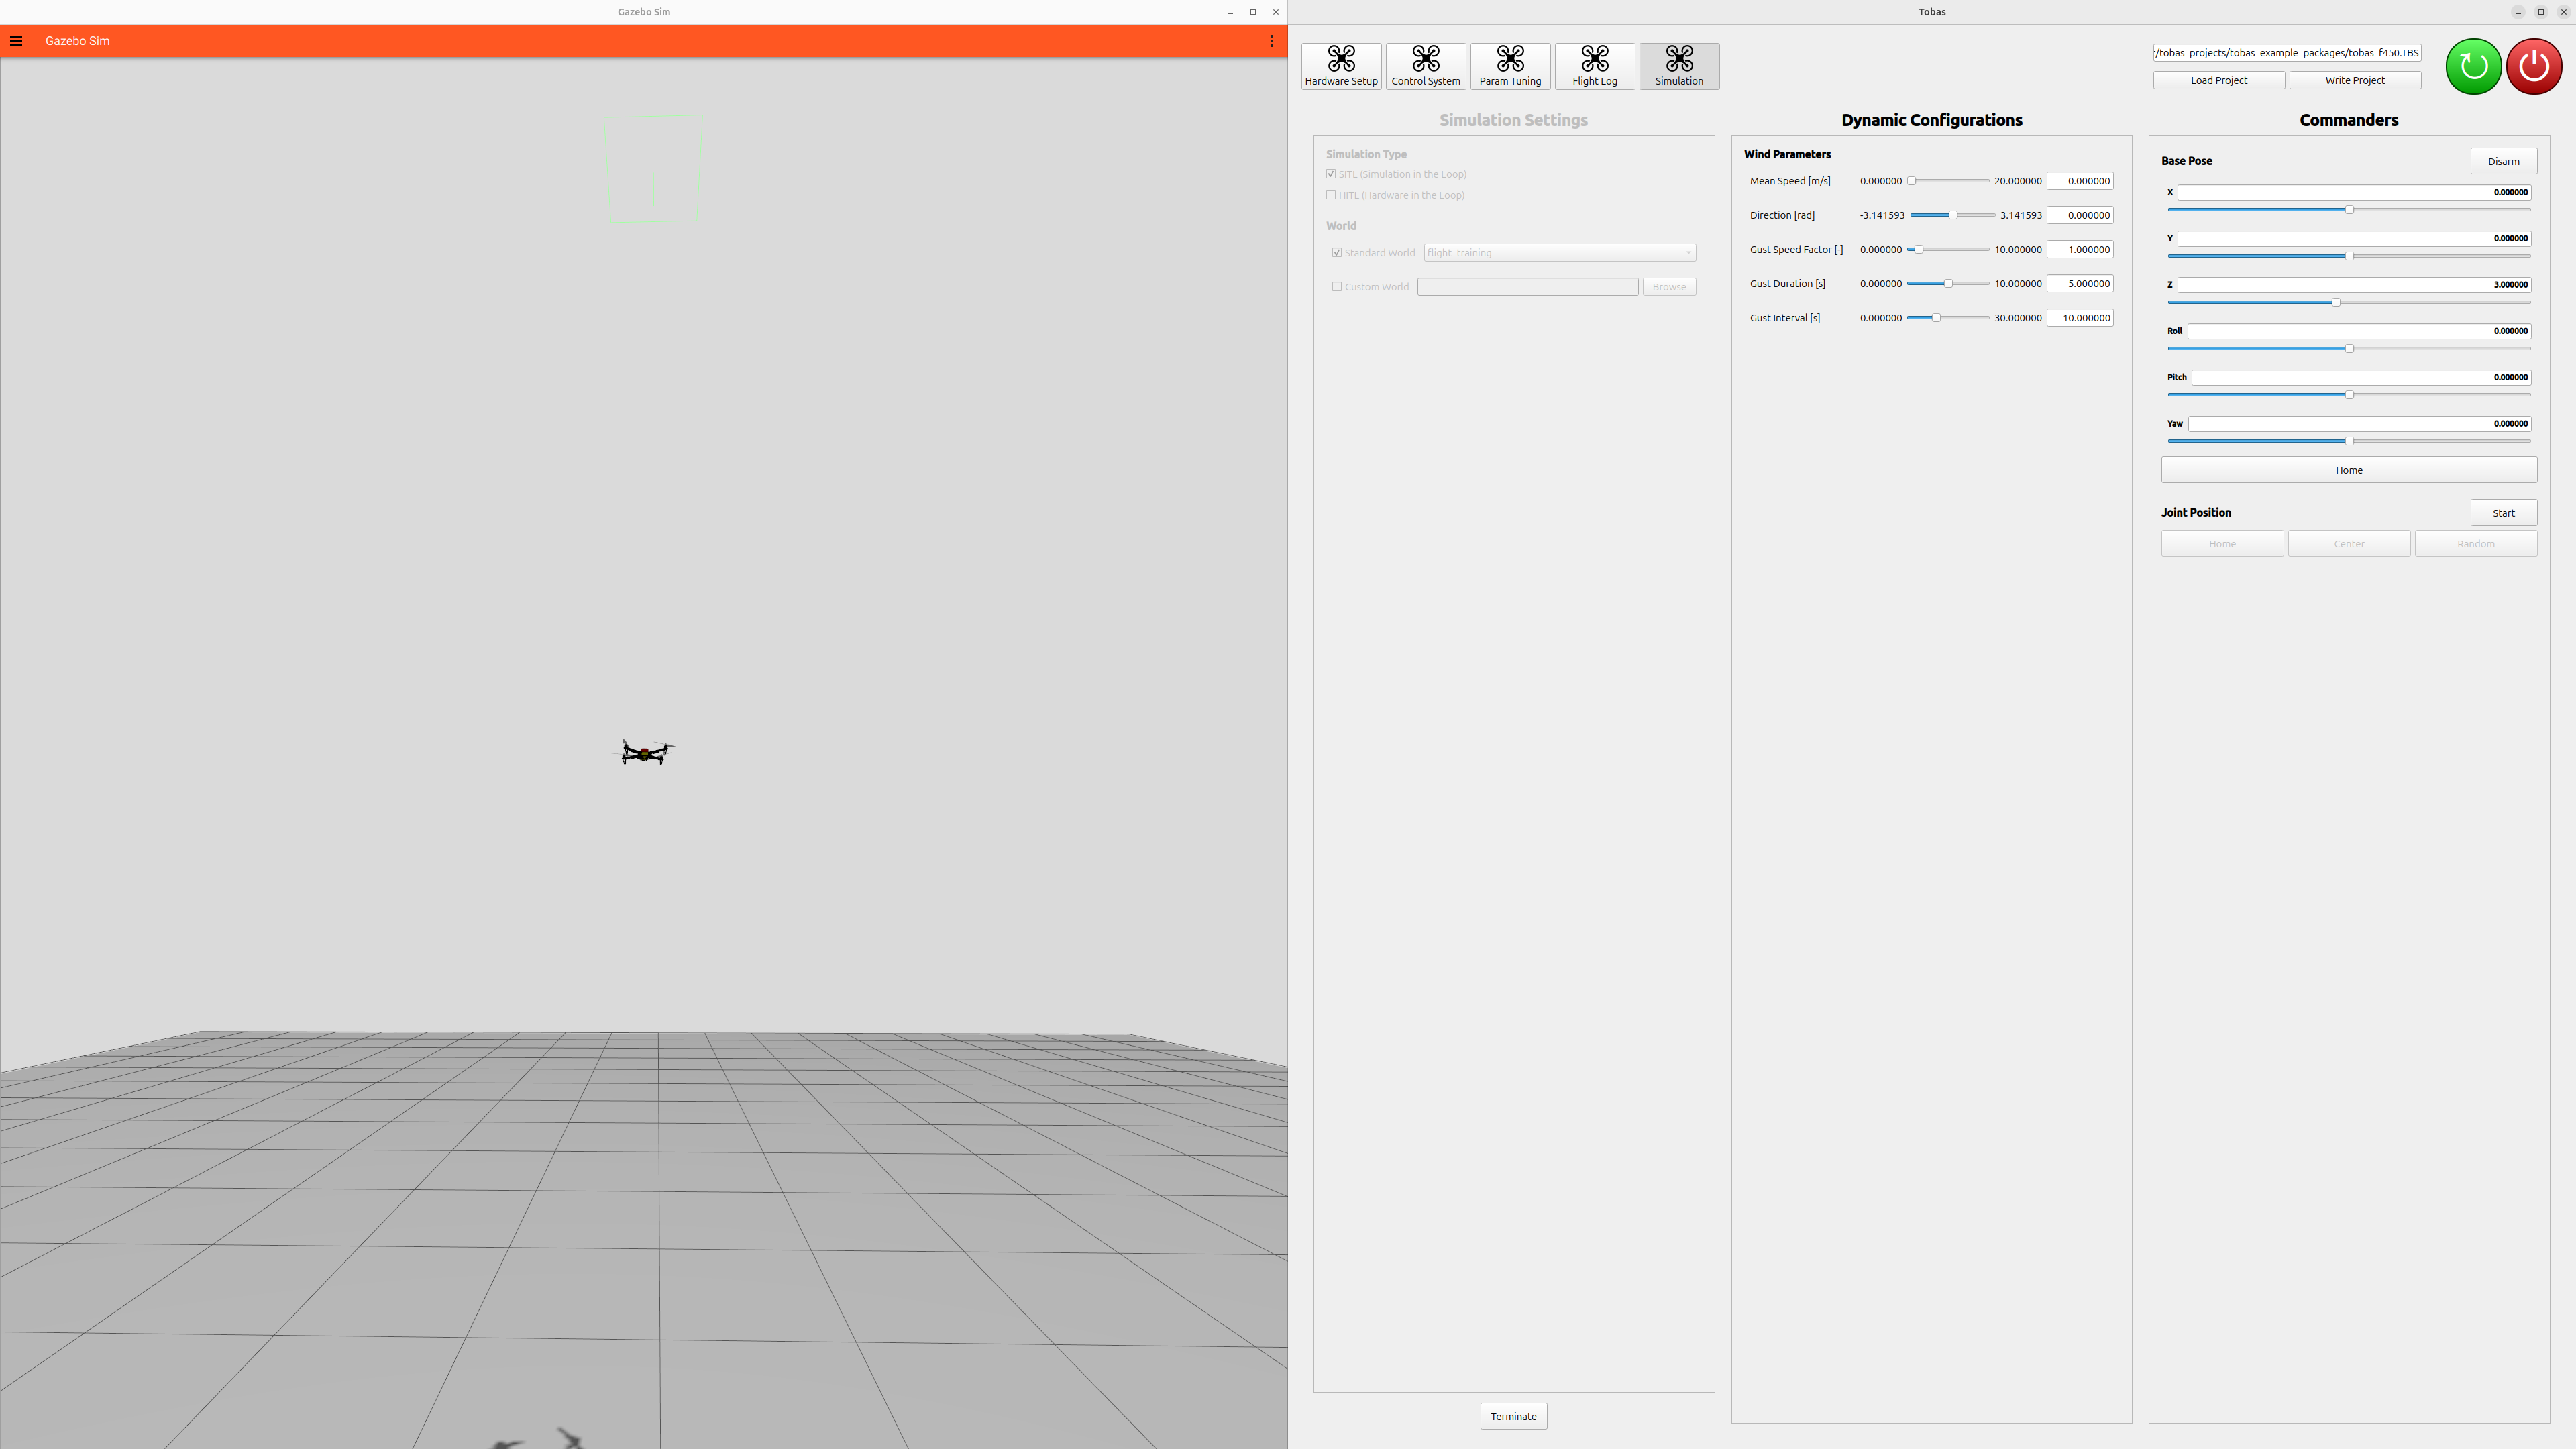 Gazebo Sim
Gazebo Sim
Tobas
Hardware Setup
Control System
Param Tuning
Flight Log
Simulation
:/tobas_projects/tobas_example_packages/tobas_f450.TBS
Load Project
Write Project
Simulation Settings
Simulation Type
SITL (Simulation in the Loop)
HITL (Hardware in the Loop)
World
Standard World flight_training
Custom World Browse
Terminate
Dynamic Configurations
Wind Parameters
Mean Speed [m/s] 0.000000 20.000000 0.000000
Direction [rad] -3.141593 3.141593 0.000000
Gust Speed Factor [-] 0.000000 10.000000 1.000000
Gust Duration [s] 0.000000 10.000000 5.000000
Gust Interval [s] 0.000000 30.000000 10.000000
Commanders
Base Pose Disarm
X 0.000000
Y 0.000000
Z 3.000000
Roll 0.000000
Pitch 0.000000
Yaw 0.000000
Home
Joint Position Start
Home Center Random